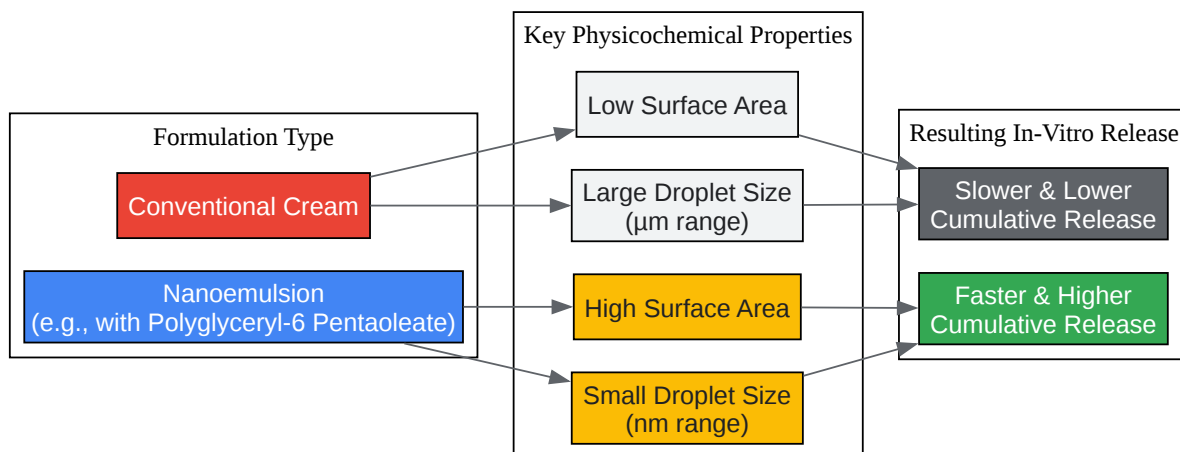 Formulation Type
Conventional Cream
Nanoemulsion
(e.g., with Polyglyceryl-6 Pentaoleate)
Key Physicochemical Properties
Low Surface Area
Large Droplet Size
(µm range)
High Surface Area
Small Droplet Size
(nm range)
Resulting In-Vitro Release
Slower & Lower
Cumulative Release
Faster & Higher
Cumulative Release